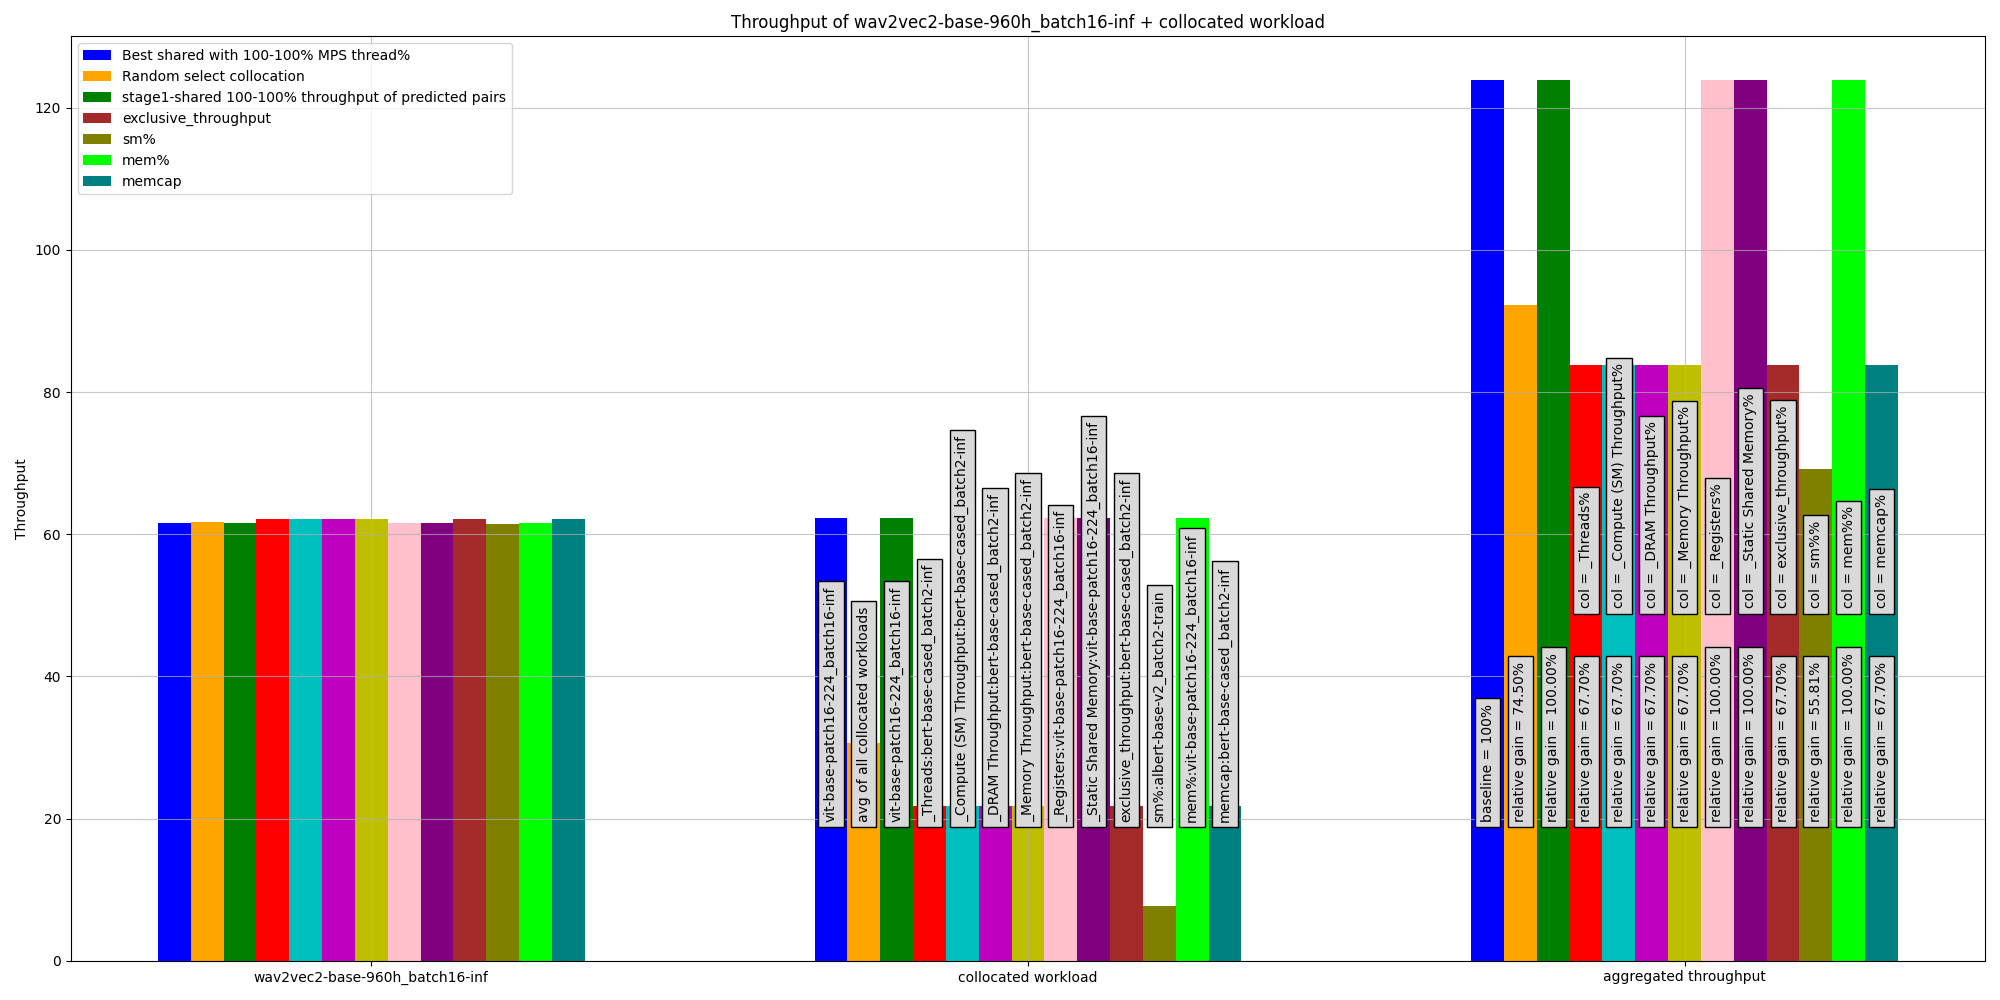 Throughput of wav2vec2-base-960h_batch16-inf + collocated workload
Best shared with 100-100% MPS thread%
Random select collocation
stage1-shared 100-100% throughput of predicted pairs
exclusive_throughput
sm%
mem%
memcap
Throughput
120
100
80
60
40
20
0
vit-base-patch16-224_batch16-inf
avg of all collocated workloads
vit-base-patch16-224_batch16-inf
_Threads:bert-base-cased_batch2-inf
_Compute (SM) Throughput:bert-base-cased_batch2-inf
_DRAM Throughput:bert-base-cased_batch2-inf
_Memory Throughput:bert-base-cased_batch2-inf
_Registers:vit-base-patch16-224_batch16-inf
_Static Shared Memory:vit-base-patch16-224_batch16-inf
exclusive_throughput:bert-base-cased_batch2-inf
sm%:albert-base-v2_batch2-train
mem%:vit-base-patch16-224_batch16-inf
memcap:bert-base-cased_batch2-inf
col = _Threads%
col = _Compute (SM) Throughput%
col = _DRAM Throughput%
col = _Memory Throughput%
col = _Registers%
col = _Static Shared Memory%
col = exclusive_throughput%
col = sm%%
col = mem%%
col = memcap%
baseline = 100%
relative gain = 74.50%
relative gain = 100.00%
relative gain = 67.70%
relative gain = 67.70%
relative gain = 67.70%
relative gain = 67.70%
relative gain = 100.00%
relative gain = 100.00%
relative gain = 67.70%
relative gain = 55.81%
relative gain = 100.00%
relative gain = 67.70%
wav2vec2-base-960h_batch16-inf
collocated workload
aggregated throughput